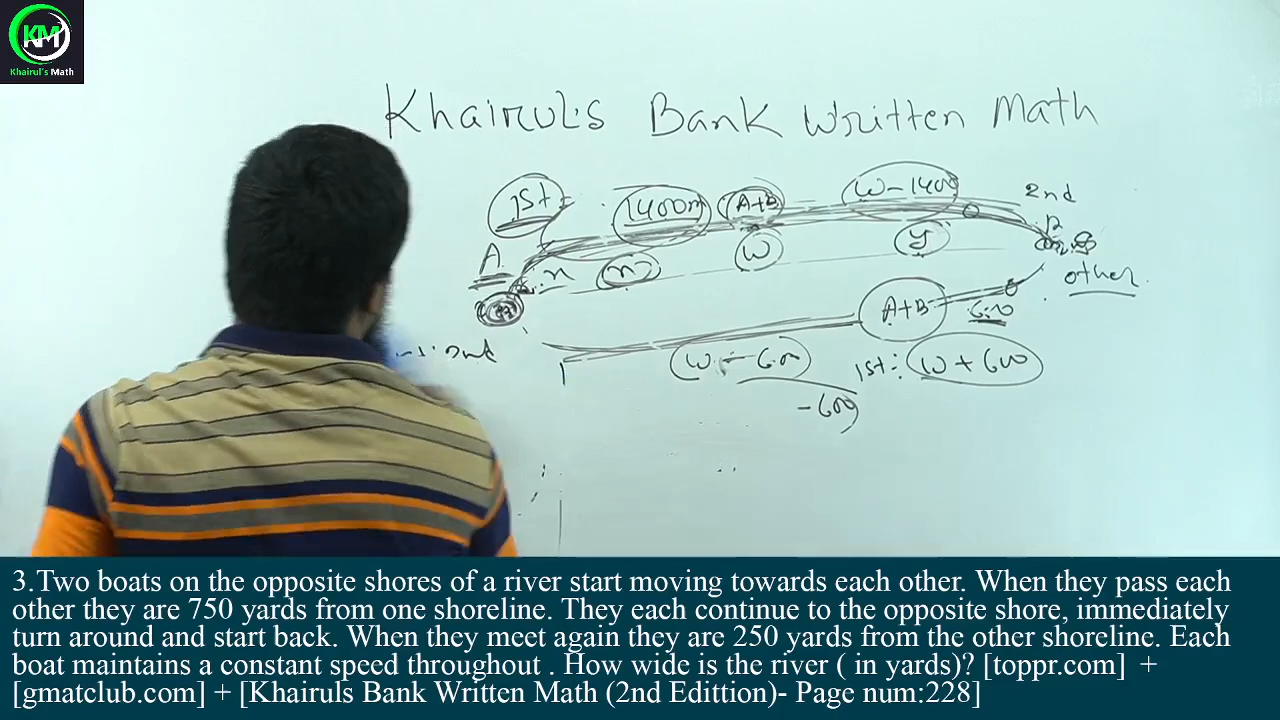 KM
Khairul's Math
Khairul's Bank Written Math
1st: 1400m A+B W-1400 2nd
A x W y B
other
A+B 600
W - 600 1st: W + 600
-600
3.Two boats on the opposite shores of a river start moving towards each other. When they pass each
other they are 750 yards from one shoreline. They each continue to the opposite shore, immediately
turn around and start back. When they meet again they are 250 yards from the other shoreline. Each
boat maintains a constant speed throughout . How wide is the river ( in yards)? [toppr.com] +
[gmatclub.com] + [Khairuls Bank Written Math (2nd Edittion)- Page num:228]